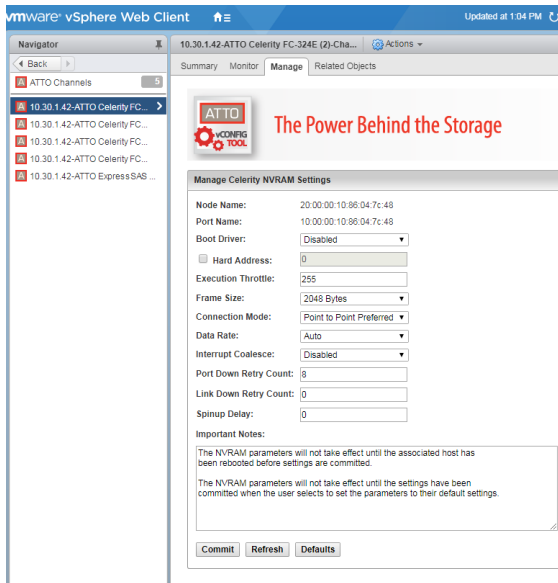 vmware® vSphere Web Client
Updated at 1:04 PM
Navigator
Back
ATTO Channels 5
10.30.1.42-ATTO Celerity FC...
10.30.1.42-ATTO Celerity FC...
10.30.1.42-ATTO Celerity FC...
10.30.1.42-ATTO Celerity FC...
10.30.1.42-ATTO ExpressSAS ...
10.30.1.42-ATTO Celerity FC-324E (2)-Cha... Actions
Summary Monitor Manage Related Objects
ATTO
vCONFIG
TOOL
The Power Behind the Storage
Manage Celerity NVRAM Settings
Node Name: 20:00:00:10:86:04:7c:48
Port Name: 10:00:00:10:86:04:7c:48
Boot Driver: Disabled
Hard Address: 0
Execution Throttle: 255
Frame Size: 2048 Bytes
Connection Mode: Point to Point Preferred
Data Rate: Auto
Interrupt Coalesce: Disabled
Port Down Retry Count: 8
Link Down Retry Count: 0
Spinup Delay: 0
Important Notes:
The NVRAM parameters will not take effect until the associated host has
been rebooted before settings are committed.
The NVRAM parameters will not take effect until the settings have been
committed when the user selects to set the parameters to their default settings.
Commit Refresh Defaults